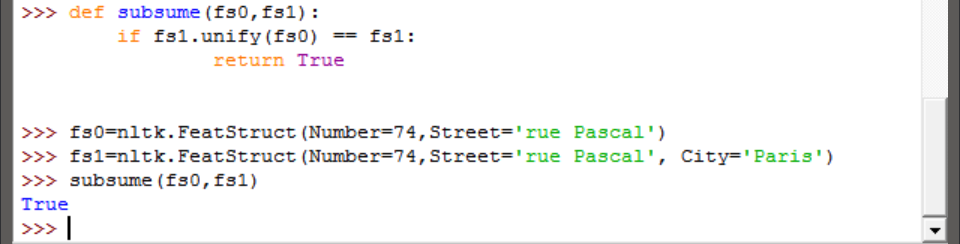 >>> def subsume(fs0,fs1):
        if fs1.unify(fs0) == fs1:
                return True
>>> fs0=nltk.FeatStruct(Number=74,Street='rue Pascal')
>>> fs1=nltk.FeatStruct(Number=74,Street='rue Pascal', City='Paris')
>>> subsume(fs0,fs1)
True
>>>